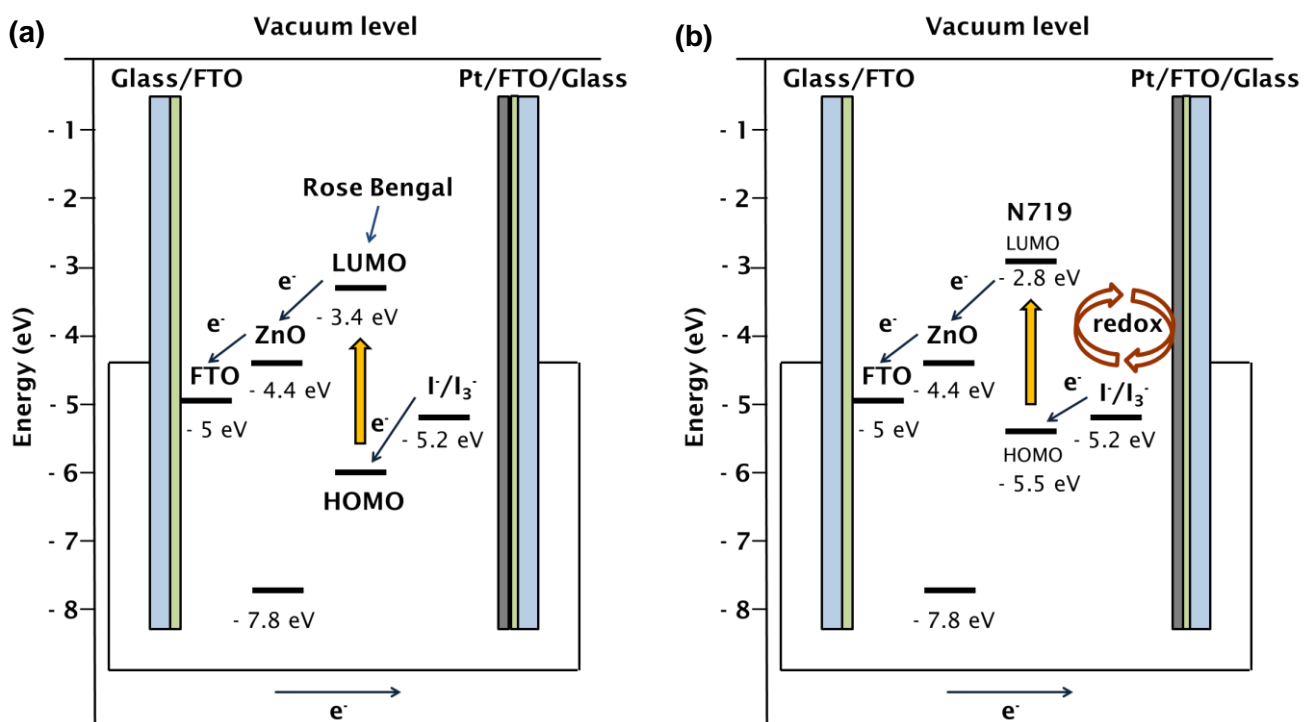 (a)
Vacuum level
Glass/FTO
Pt/FTO/Glass
Energy (eV)
- 1
- 2
- 3
- 4
- 5
- 6
- 7
- 8
Rose Bengal
LUMO
- 3.4 eV
e⁻
ZnO
- 4.4 eV
e⁻
FTO
- 5 eV
I⁻/I₃⁻
- 5.2 eV
e⁻
HOMO
- 7.8 eV
e⁻
(b)
Vacuum level
Glass/FTO
Pt/FTO/Glass
Energy (eV)
- 1
- 2
- 3
- 4
- 5
- 6
- 7
- 8
N719
LUMO
- 2.8 eV
e⁻
ZnO
- 4.4 eV
e⁻
FTO
- 5 eV
redox
e⁻
I⁻/I₃⁻
- 5.2 eV
HOMO
- 5.5 eV
- 7.8 eV
e⁻